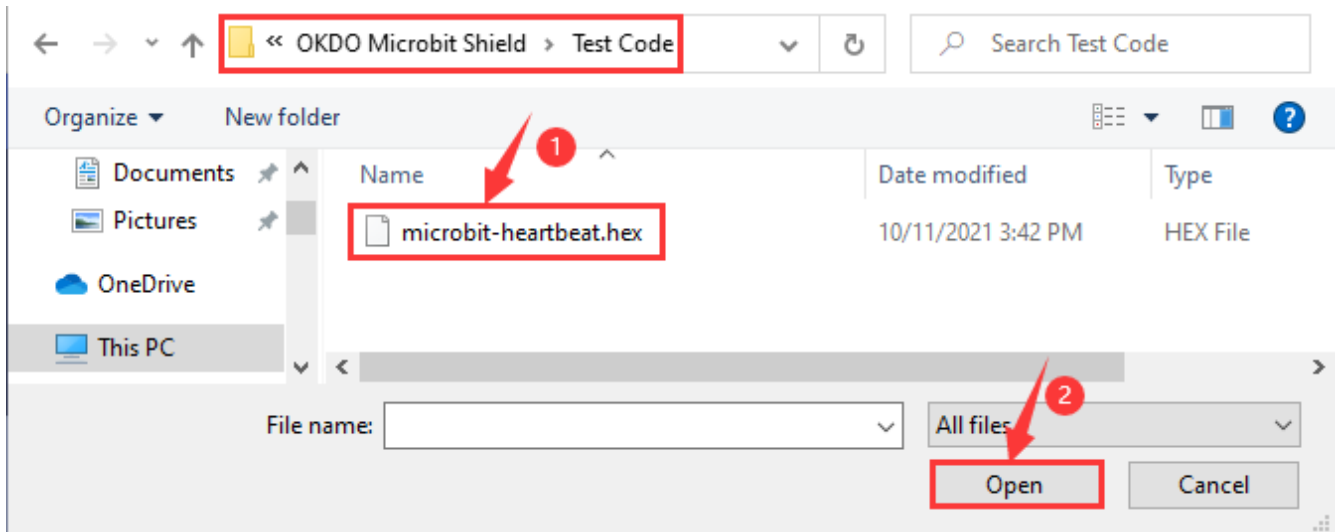 « OKDO Microbit Shield > Test Code
Search Test Code
Organize
New folder
?
1
Documents
Name
Date modified
Type
Pictures
microbit-heartbeat.hex
10/11/2021 3:42 PM
HEX File
OneDrive
This PC
2
File name:
All files
Open
Cancel